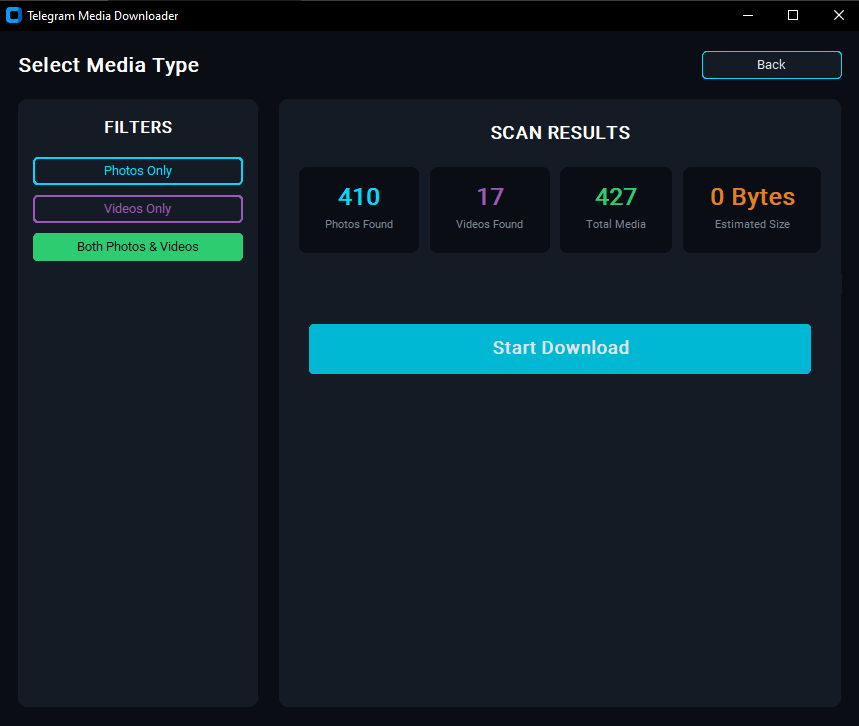 Telegram Media Downloader
Select Media Type
Back
FILTERS
Photos Only
Videos Only
Both Photos & Videos
SCAN RESULTS
410
Photos Found
17
Videos Found
427
Total Media
0 Bytes
Estimated Size
Start Download